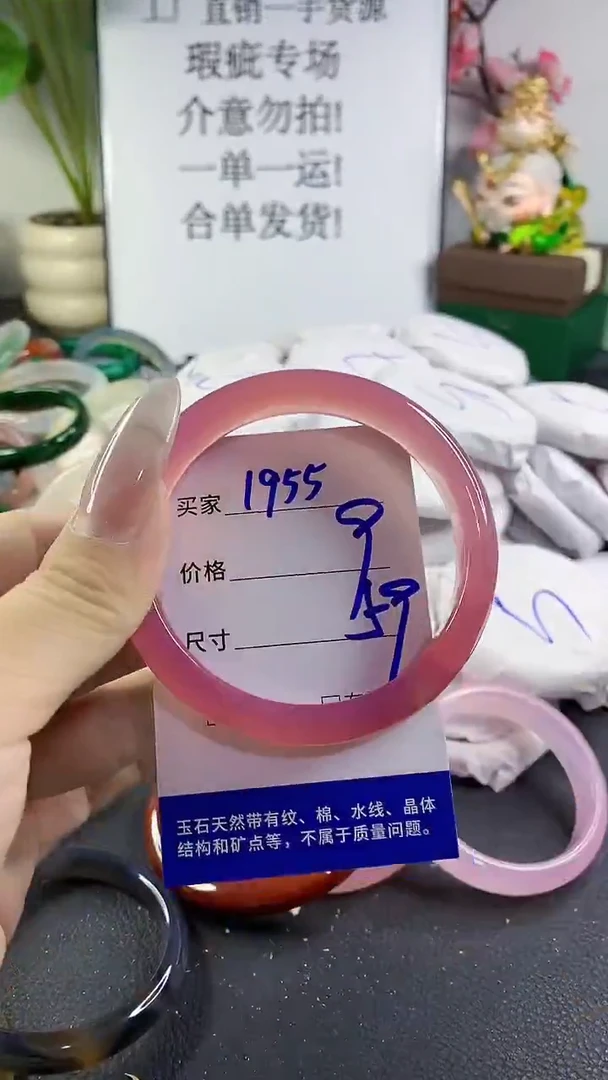 直销一手货源
瑕疵专场
介意勿拍!
一单一运!
合单发货!
买家 1955
价格 9
尺寸 59
玉石天然带有纹、棉、水线、晶体
结构和矿点等，不属于质量问题。